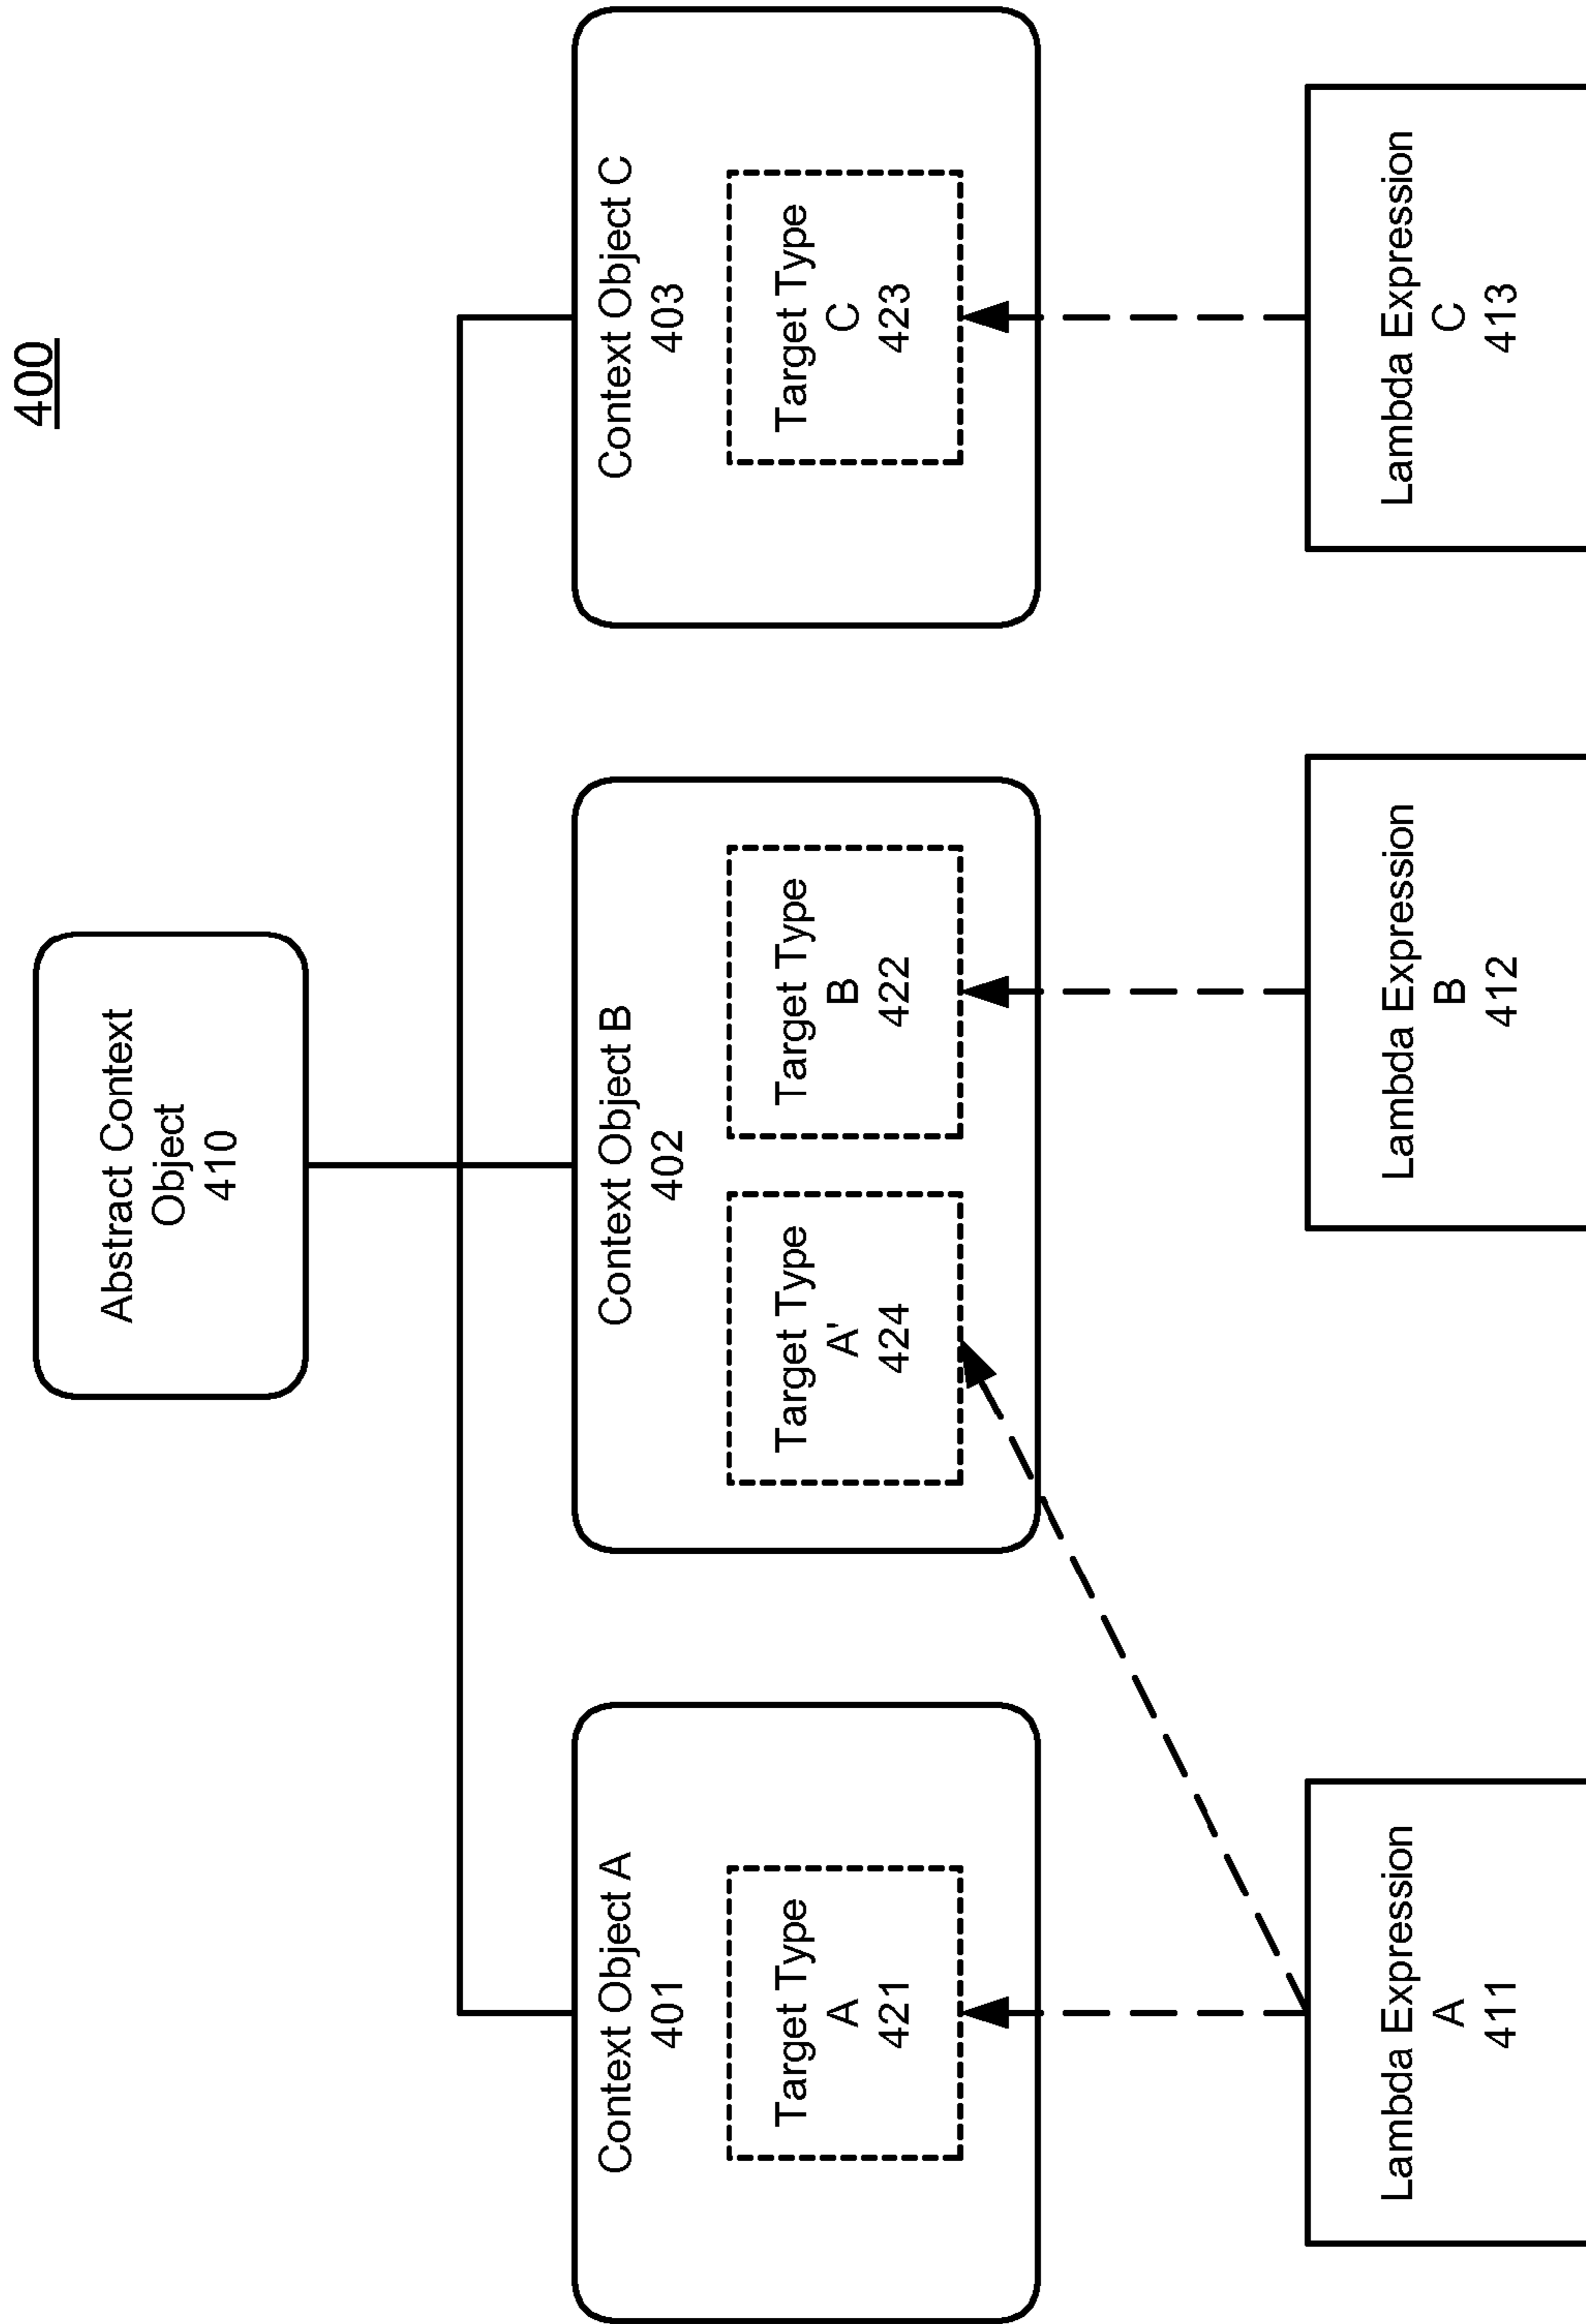 400
Abstract Context
Object
410
Context Object A
401
Target Type
A
421
Context Object B
402
Target Type
A'
424
Target Type
B
422
Context Object C
403
Target Type
C
423
Lambda Expression
A
411
Lambda Expression
B
412
Lambda Expression
C
413